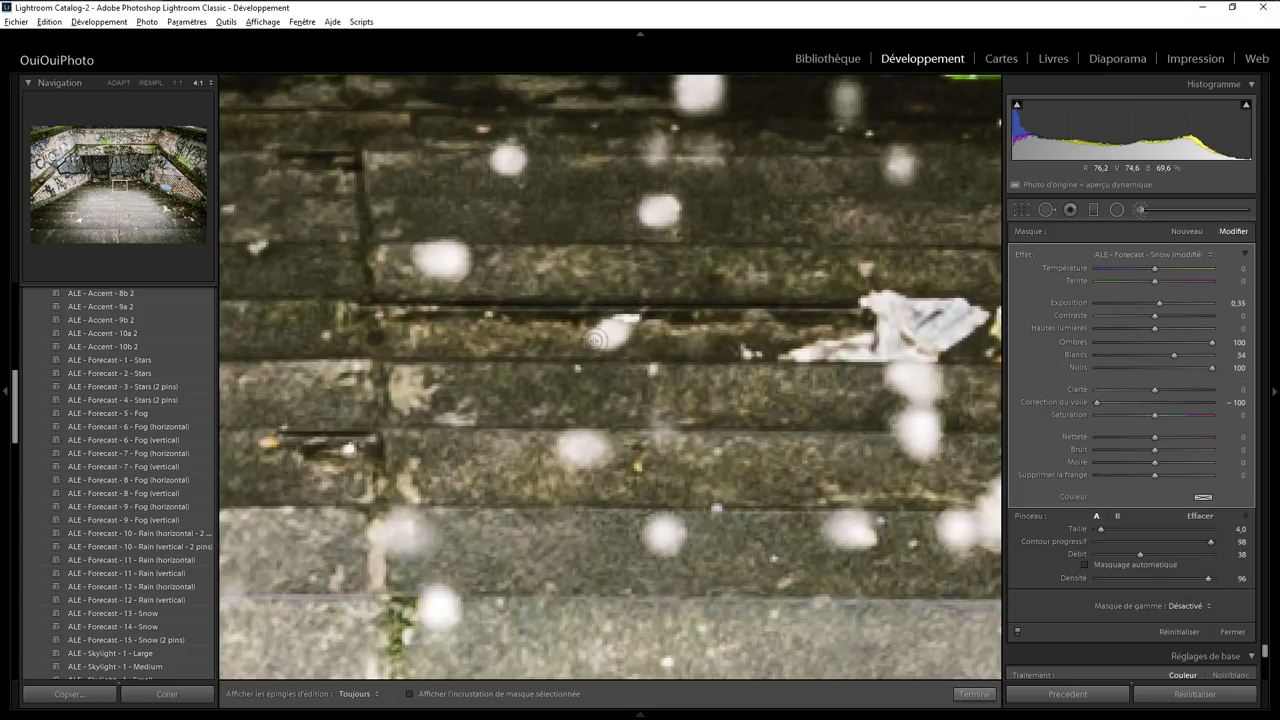 Lightroom Catalog-2 - Adobe Photoshop Lightroom Classic - Développement
Fichier Edition Développement Photo Paramètres Outils Affichage Fenêtre Aide Scripts
OuiOuiPhoto
Bibliothèque Développement Cartes Livres Diaporama Impression Web
Navigation ADAPT. REMPL. 1:1 4:1
ALE - Accent - 8b 2
ALE - Accent - 9a 2
ALE - Accent - 9b 2
ALE - Accent - 10a 2
ALE - Accent - 10b 2
ALE - Forecast - 1 - Stars
ALE - Forecast - 2 - Stars
ALE - Forecast - 3 - Stars (2 pins)
ALE - Forecast - 4 - Stars (2 pins)
ALE - Forecast - 5 - Fog
ALE - Forecast - 6 - Fog (horizontal)
ALE - Forecast - 6 - Fog (vertical)
ALE - Forecast - 7 - Fog (horizontal)
ALE - Forecast - 7 - Fog (vertical)
ALE - Forecast - 8 - Fog (horizontal)
ALE - Forecast - 8 - Fog (vertical)
ALE - Forecast - 9 - Fog (horizontal)
ALE - Forecast - 9 - Fog (vertical)
ALE - Forecast - 10 - Rain (horizontal - 2 ...
ALE - Forecast - 10 - Rain (vertical - 2 pins)
ALE - Forecast - 11 - Rain (horizontal)
ALE - Forecast - 11 - Rain (vertical)
ALE - Forecast - 12 - Rain (horizontal)
ALE - Forecast - 12 - Rain (vertical)
ALE - Forecast - 13 - Snow
ALE - Forecast - 14 - Snow
ALE - Forecast - 15 - Snow (2 pins)
ALE - Skylight - 1 - Large
ALE - Skylight - 1 - Medium
Copier... Coller
Afficher les épingles d'édition : Toujours Afficher l'incrustation de masque sélectionnée Terminé
Histogramme
R 76,2 V 74,6 B 69,6 %
Photo d'origine + aperçu dynamique
Masque : Nouveau Modifier
Effet : ALE - Forecast - Snow (modifié)
Température 0
Teinte 0
Exposition 0,35
Contraste 0
Hautes lumières 0
Ombres 100
Blancs 34
Noirs 100
Clarté 0
Correction du voile – 100
Saturation 0
Netteté 0
Bruit 0
Moiré 0
Supprimer la frange 0
Couleur
Pinceau : A B Effacer
Taille 4,0
Contour progressif 98
Débit 38
Masquage automatique
Densité 96
Masque de gamme : Désactivé
Réinitialiser Fermer
Réglages de base
Traitement : Couleur Noir/blanc
Précédent Réinitialiser